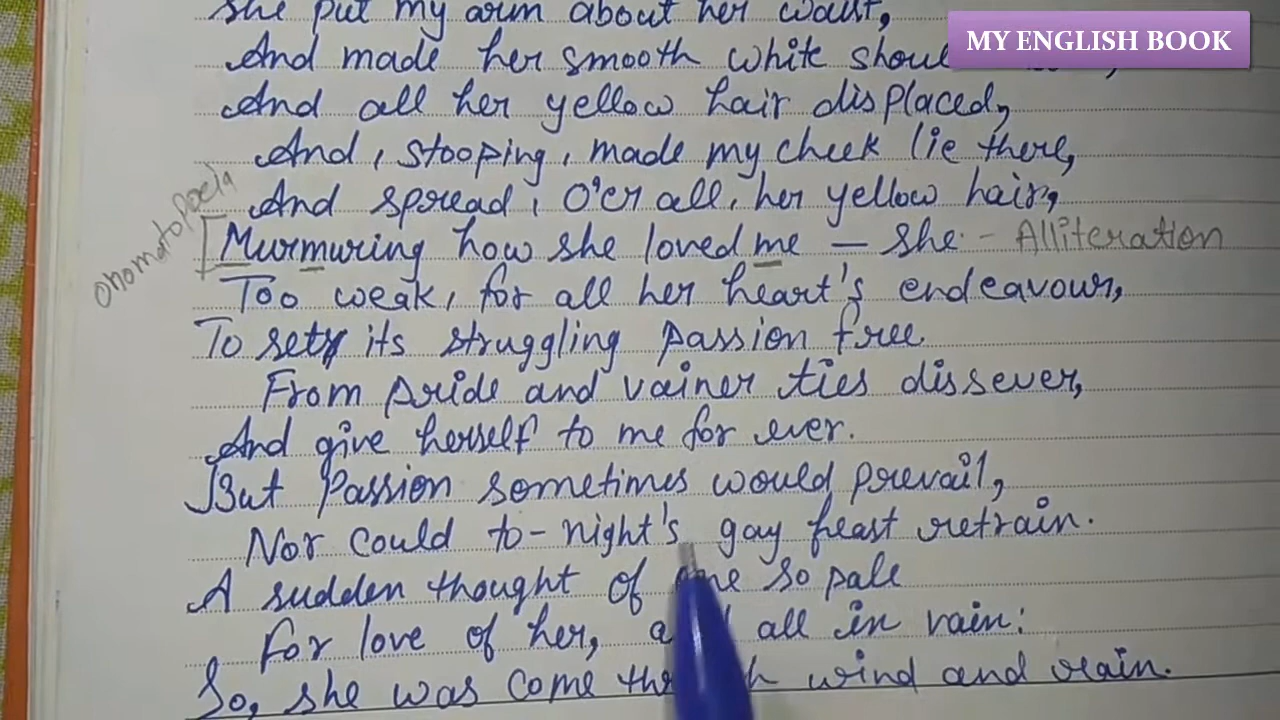 She put my arm about her waist,
MY ENGLISH BOOK
And made her smooth white
And all her yellow hair displaced,
And, stooping, made my cheek lie there,
And spread, O'er all, her yellow hair,
Onomatopoeia
Murmuring how she loved me — she - Alliteration
Too weak, for all her heart's endeavour,
To set its struggling passion free
From pride and vainer ties dissever,
And give herself to me for ever.
But Passion sometimes would prevail,
Nor could to-night's gay feast retrain.
A sudden thought of one so pale
For love of her, and all in vain:
So, she was come through wind and rain.